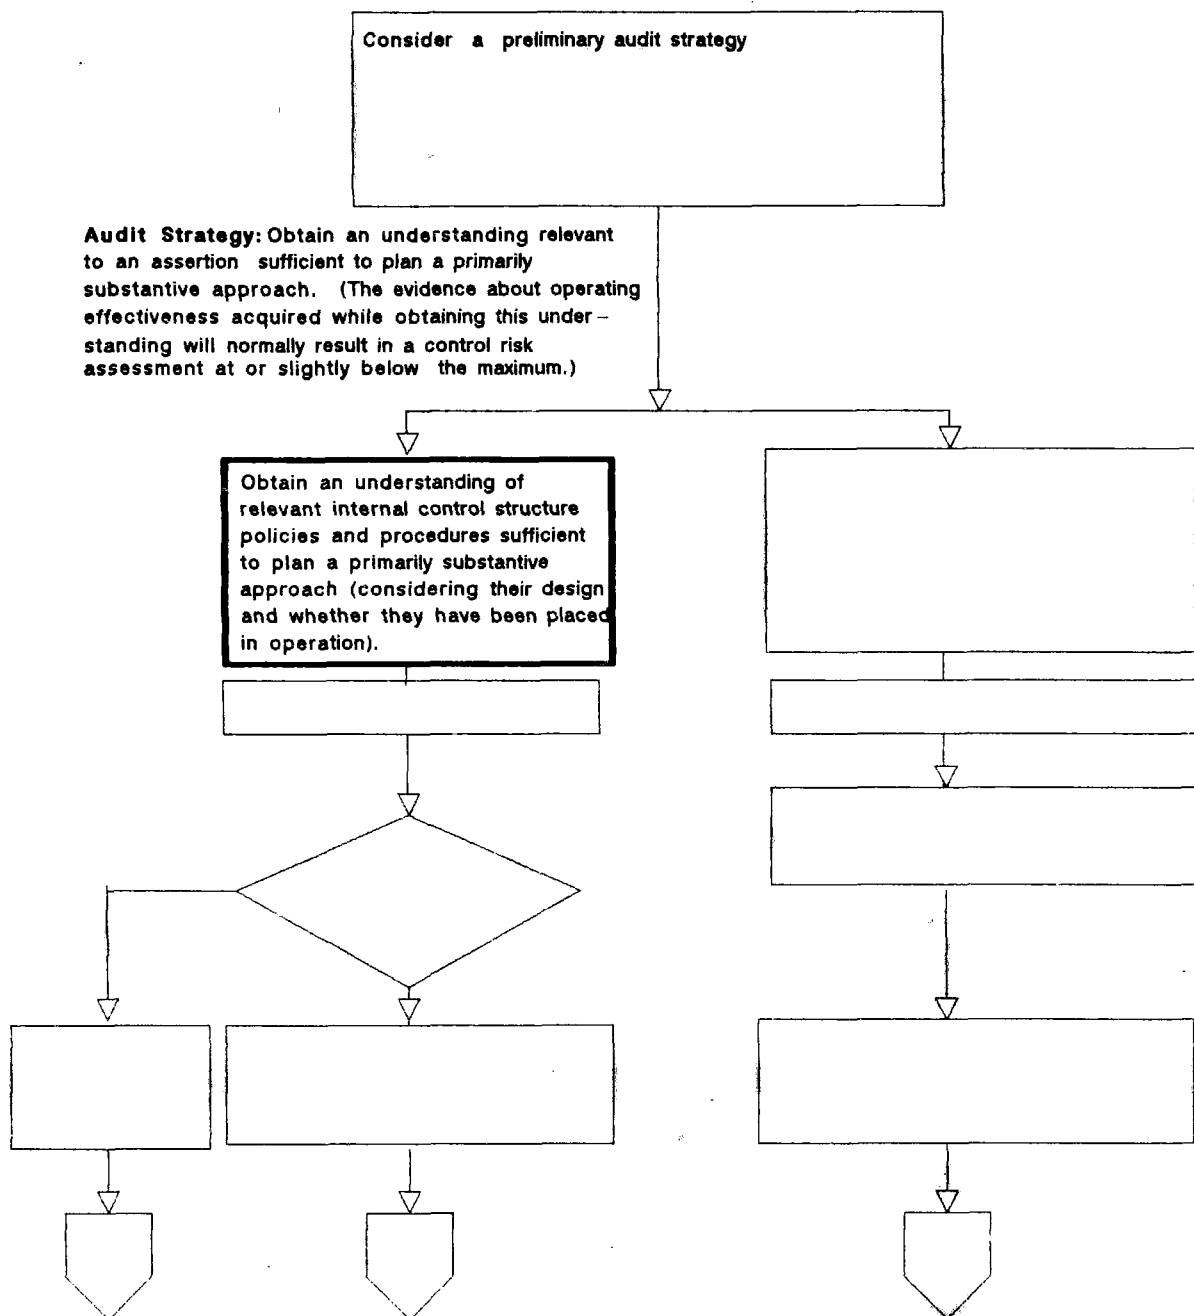 Consider a preliminary audit strategy
Audit Strategy: Obtain an understanding relevant
to an assertion sufficient to plan a primarily
substantive approach. (The evidence about operating
effectiveness acquired while obtaining this under–
standing will normally result in a control risk
assessment at or slightly below the maximum.)
Obtain an understanding of
relevant internal control structure
policies and procedures sufficient
to plan a primarily substantive
approach (considering their design
and whether they have been placed
in operation).